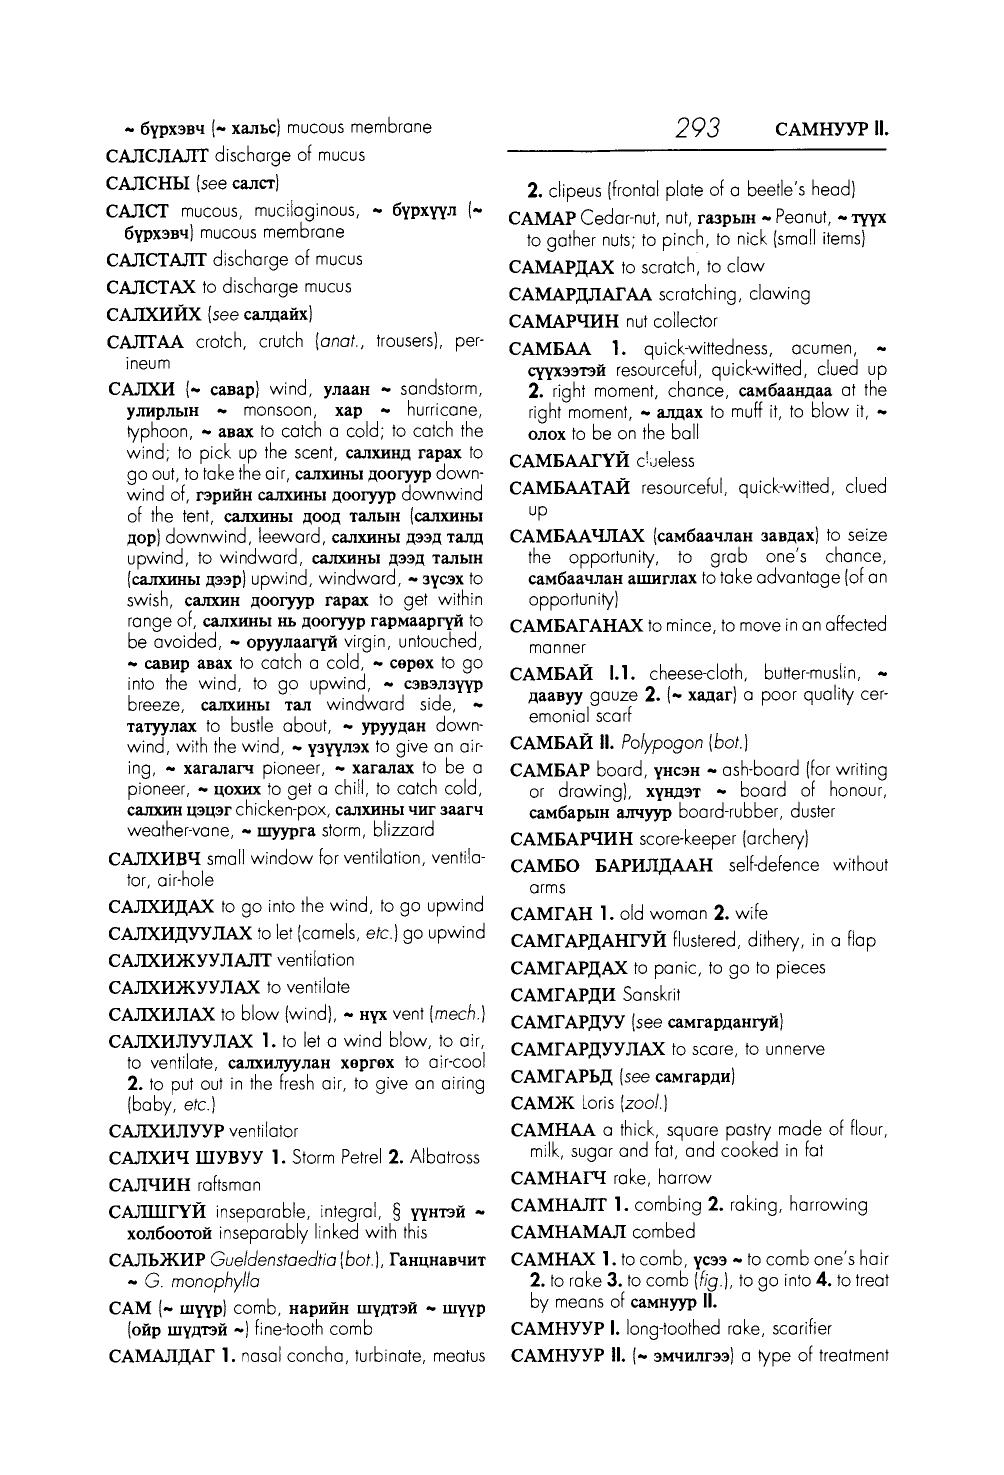 ~ бүрхэвч (~ хальс) mucous membrane
САЛСЛАЛТ discharge of mucus
САЛСНЫ (see салст)
САЛСТ mucous, mucilaginous, ~ бүрхүүл (~
бүрхэвч) mucous membrane
САЛСТАЛТ discharge of mucus
САЛСТАХ to discharge mucus
САЛХИЙХ (see салдайх)
САЛТАА crotch, crutch (anat., trousers), per-
ineum
САЛХИ (~ савар) wind, улаан ~ sandstorm,
улирлын ~ monsoon, хар ~ hurricane,
typhoon, ~ авах to catch a cold; to catch the
wind; to pick up the scent, салхинд гарах to
go out, to take the air, салхины доогуур down-
wind of, гэрийн салхины доогуур downwind
of the tent, салхины доод талын (салхины
дор) downwind, leeward, салхины дээд талд
upwind, to windward, салхины дээд талын
(салхины дээр) upwind, windward, ~ зүсэх to
swish, салхин доогуур гарах to get within
range of, салхины нь доогуур гармааргүй to
be avoided, ~ оруулаагүй virgin, untouched,
~ савир авах to catch a cold, ~ сөрөх to go
into the wind, to go upwind, ~ сэвэлзүүр
breeze, салхины тал windward side, ~
татуулах to bustle about, ~ уруудан down-
wind, with the wind, ~ үзүүлэх to give an air-
ing, ~ хагалагч pioneer, ~ хагалах to be a
pioneer, ~ цохих to get a chill, to catch cold,
салхин цэцэг chicken-pox, салхины чиг заагч
weather-vane, ~ шуурга storm, blizzard
САЛХИВЧ small window for ventilation, ventila-
tor, air-hole
САЛХИДАХ to go into the wind, to go upwind
САЛХИДУУЛАХ to let (camels, etc.) go upwind
САЛХИЖУУЛАЛТ ventilation
САЛХИЖУУЛАХ to ventilate
САЛХИЛАХ to blow (wind), ~ нүх vent (mech.)
САЛХИЛУУЛАХ 1. to let a wind blow, to air,
to ventilate, салхилуулан хөргөх to air-cool
2. to put out in the fresh air, to give an airing
(baby, etc.)
САЛХИЛУУР ventilator
САЛХИЧ ШУВУУ 1. Storm Petrel 2. Albatross
САЛЧИН raftsman
САЛШГҮЙ inseparable, integral, § үүнтэй ~
холбоотой inseparably linked with this
САЛЬЖИР Gueldenstaedtia (bot.), Ганцнавчит
~ G. monophylla
САМ (~ шүүр) comb, нарийн шүдтэй ~ шүүр
(ойр шүдтэй ~) fine-tooth comb
САМАЛДАГ 1. nasal concha, turbinate, meatus
293 САМНУУР II.
2. clipeus (frontal plate of a beetle's head)
САМАР Cedar-nut, nut, газрын ~ Peanut, ~ түүх
to gather nuts; to pinch, to nick (small items)
САМАРДАХ to scratch, to claw
САМАРДЛАГАА scratching, clawing
САМАРЧИН nut collector
САМБАА 1. quick-wittedness, acumen, ~
сүүхээтэй resourceful, quick-witted, clued up
2. right moment, chance, самбаандаа at the
right moment, ~ алдах to muff it, to blow it, ~
олох to be on the ball
САМБААГҮЙ clueless
САМБААТАЙ resourceful, quick-witted, clued
up
САМБААЧЛАХ (самбаачлан завдах) to seize
the opportunity, to grab one's chance,
самбаачлан ашиглах to take advantage (of an
opportunity)
САМБАГАНАХ to mince, to move in an affected
manner
САМБАЙ I.1. cheese-cloth, butter-muslin, ~
даавуу gauze 2. (~ хадаг) a poor quality cer-
emonial scarf
САМБАЙ II. Polypogon (bot.)
САМБАР board, үнсэн ~ ash-board (for writing
or drawing), хүндэт ~ board of honour,
самбарын алчуур board-rubber, duster
САМБАРЧИН score-keeper (archery)
САМБО БАРИЛДААН self-defence without
arms
САМГАН 1. old woman 2. wife
САМГАРДАНГУЙ flustered, dithery, in a flap
САМГАРДАХ to panic, to go to pieces
САМГАРДИ Sanskrit
САМГАРДУУ (see самгардангуй)
САМГАРДУУЛАХ to scare, to unnerve
САМГАРЬД (see самгарди)
САМЖ Loris (zool.)
САМНАА a thick, square pastry made of flour,
milk, sugar and fat, and cooked in fat
САМНАГЧ rake, harrow
САМНАЛТ 1. combing 2. raking, harrowing
САМНАМАЛ combed
САМНАХ 1. to comb, үсээ ~ to comb one's hair
2. to rake 3. to comb (fig.), to go into 4. to treat
by means of самнуур II.
САМНУУР I. long-toothed rake, scarifier
САМНУУР II. (~ эмчилгээ) a type of treatment